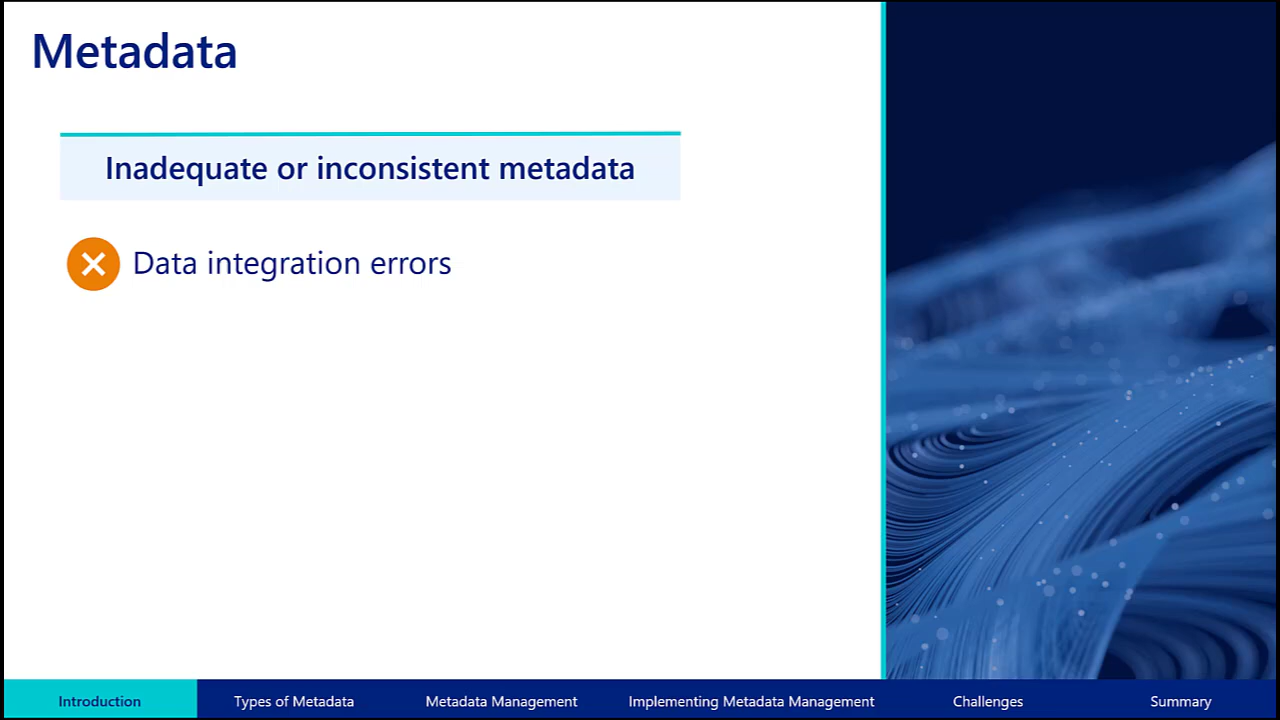 Metadata
Inadequate or inconsistent metadata
Data integration errors
Introduction
Types of Metadata
Metadata Management
Implementing Metadata Management
Challenges
Summary